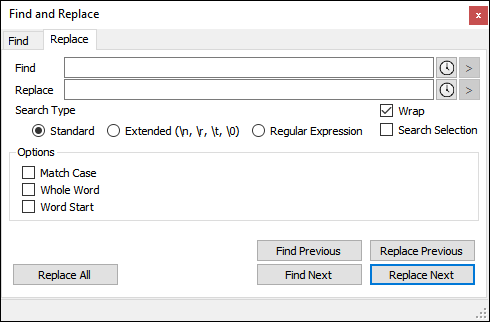 Find and Replace
x
Find Replace
Find >
Replace >
Search Type Wrap
Standard Extended (\n, \r, \t, \0) Regular Expression Search Selection
Options
Match Case
Whole Word
Word Start
Find Previous Replace Previous
Replace All Find Next Replace Next